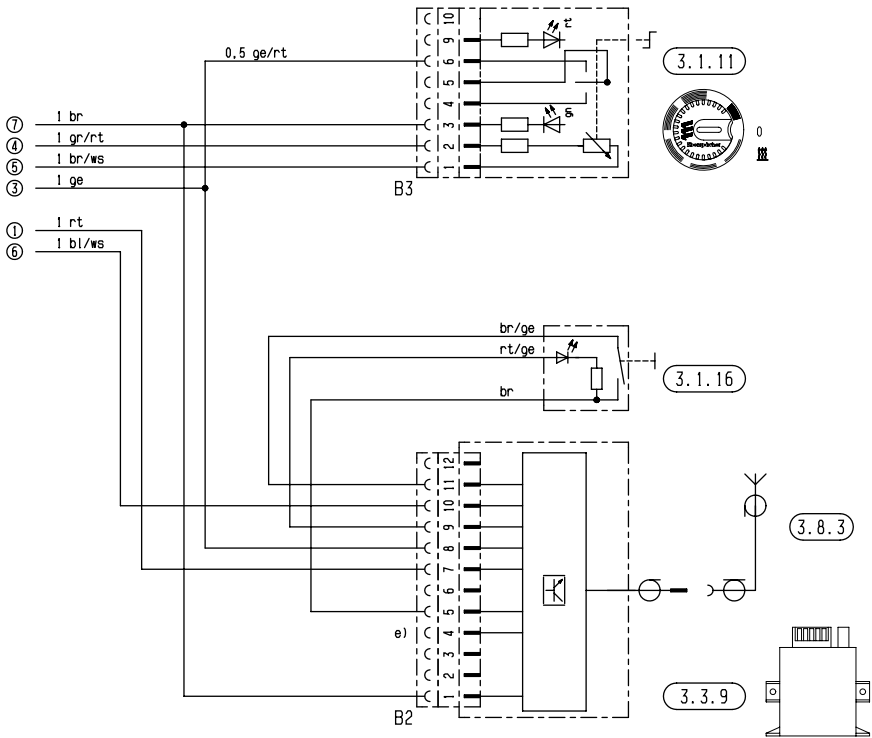 10
9
rt
0,5 ge/rt
6
3.1.11
5
4
gn
⑦ 1 br
3
④ 1 gr/rt
2
0
Eberspächer
⑤ 1 br/ws
1
③ 1 ge
B3
① 1 rt
⑥ 1 bl/ws
br/ge
rt/ge
3.1.16
br
12
11
10
3.8.3
9
8
7
6
5
e)
4
3
2
3.3.9
1
B2